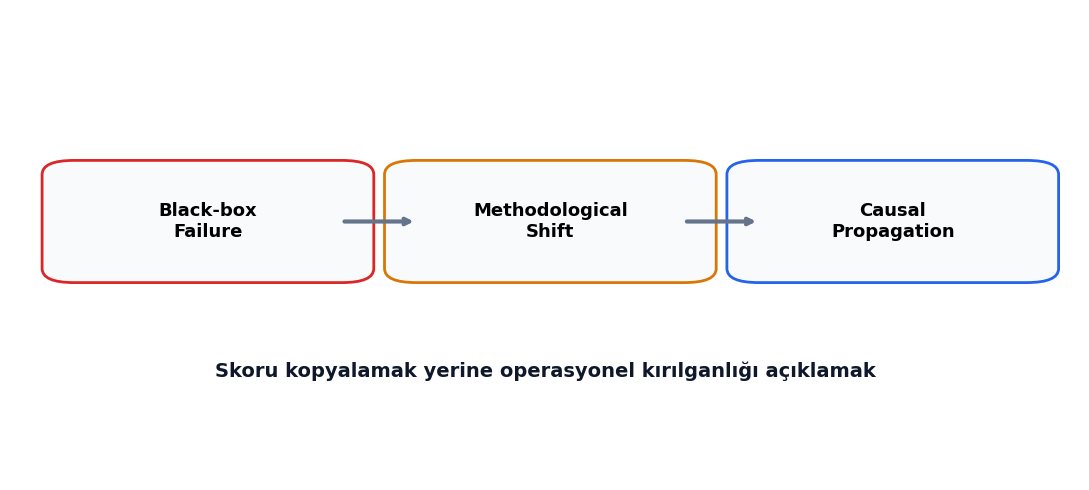 Black-box
Failure
Methodological
Shift
Causal
Propagation
Skoru kopyalamak yerine operasyonel kırılganlığı açıklamak